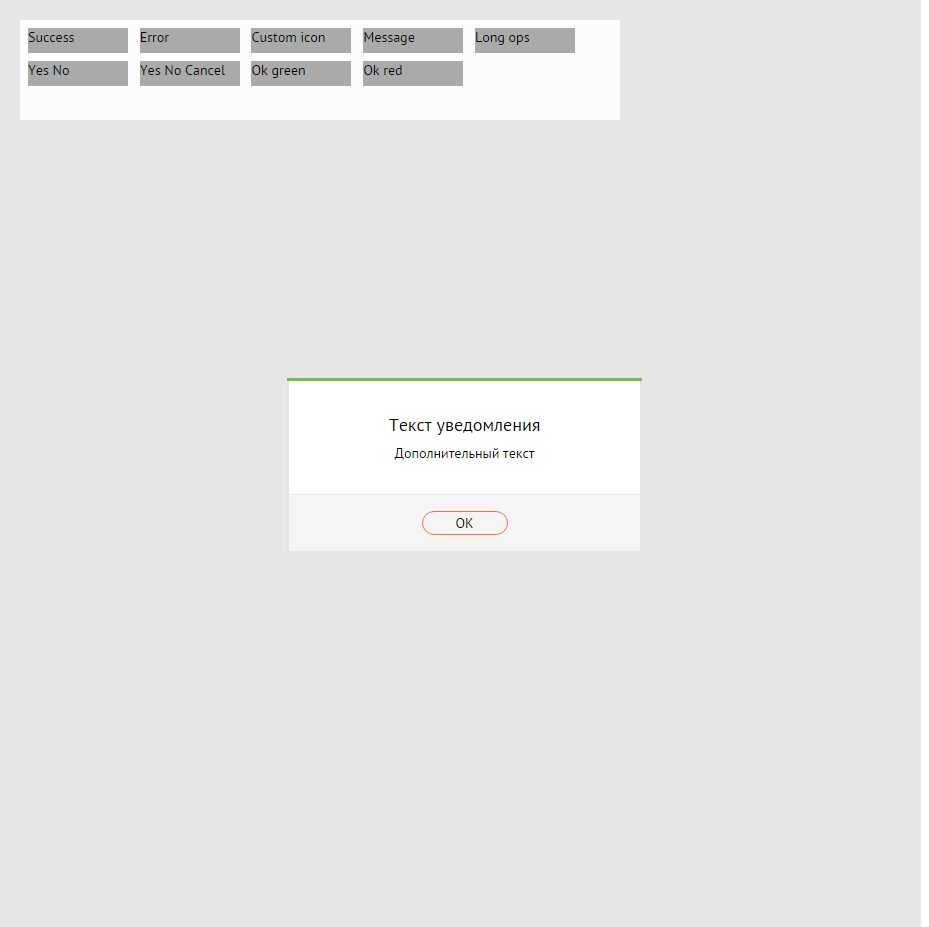 Success Error Custom icon Message Long ops
Yes No Yes No Cancel Ok green Ok red
Текст уведомления
Дополнительный текст
ОК